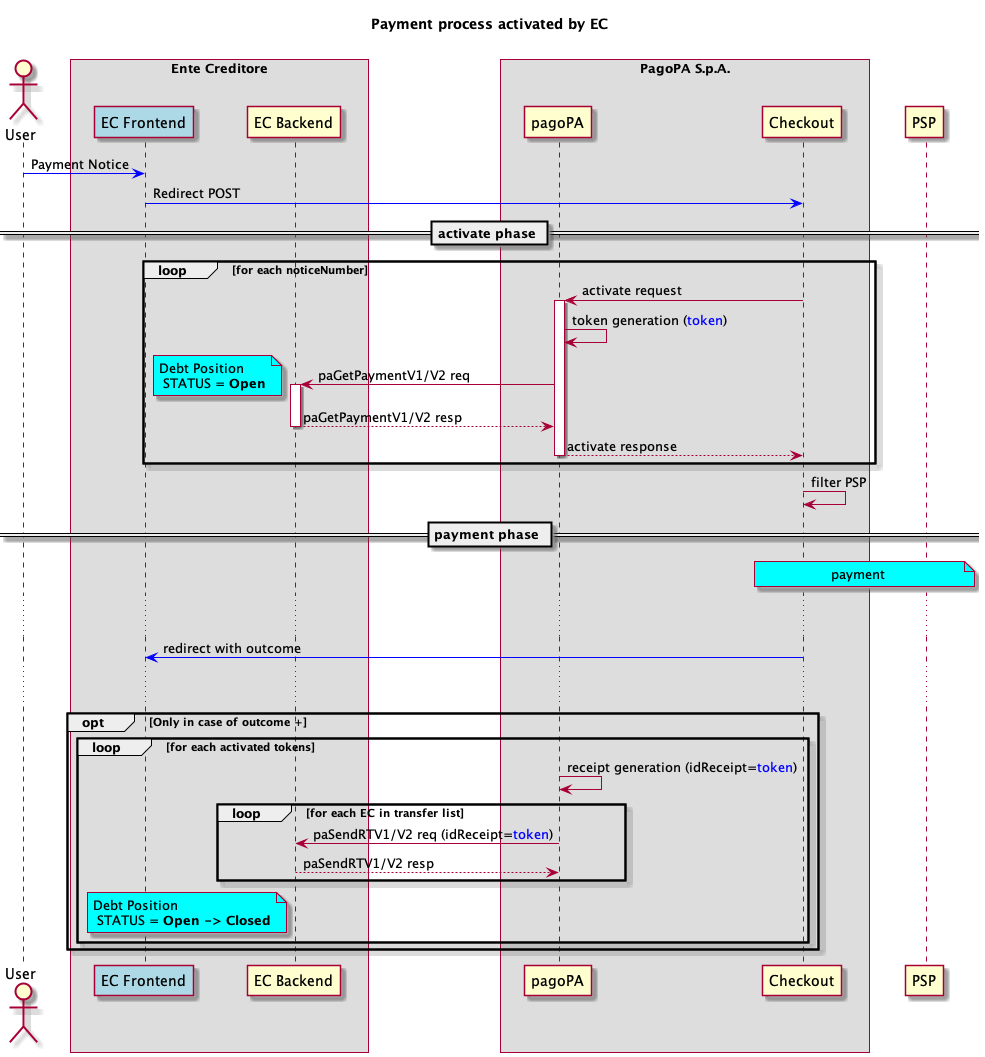 Payment process activated by EC
Ente Creditore
PagoPA S.p.A.
User
EC Frontend
EC Backend
pagoPA
Checkout
PSP
Payment Notice
Redirect POST
activate phase
loop [for each noticeNumber]
activate request
token generation (token)
Debt Position
STATUS = Open
paGetPaymentV1/V2 req
paGetPaymentV1/V2 resp
activate response
filter PSP
payment phase
payment
redirect with outcome
opt [Only in case of outcome +]
loop [for each activated tokens]
receipt generation (idReceipt=token)
loop [for each EC in transfer list]
paSendRTV1/V2 req (idReceipt=token)
paSendRTV1/V2 resp
Debt Position
STATUS = Open -> Closed
User
EC Frontend
EC Backend
pagoPA
Checkout
PSP